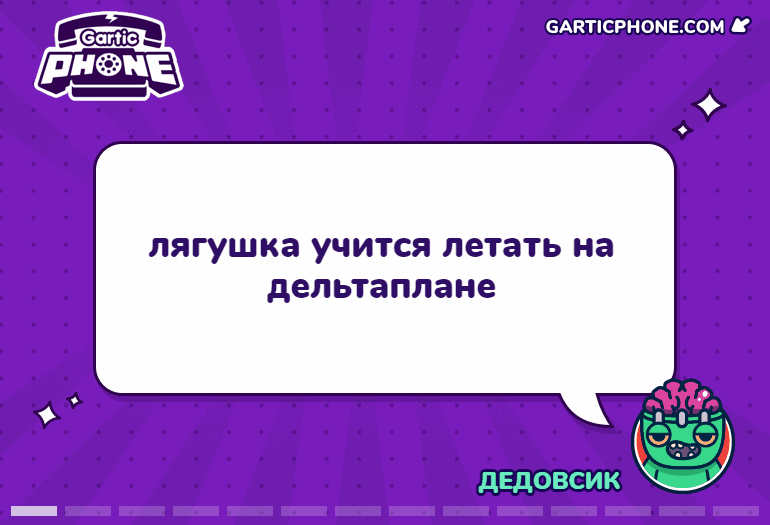 Gartic
PHONE
GARTICPHONE.COM
лягушка учится летать на
дельтаплане
ДЕДОВСИК